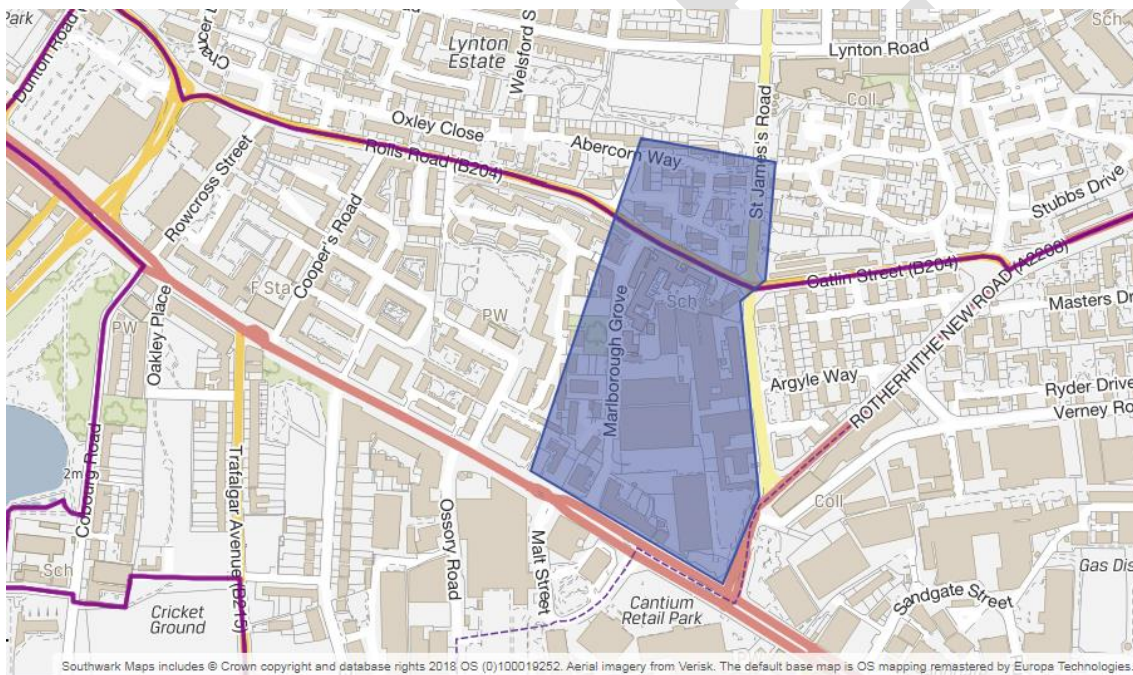 Park
Sch
Dunton Road
Lynton
Estate
Welsford S
Lynton Road
Coll
Oxley Close
Abercorn Way
St James's Road
Rolls Road (B204)
Rowcross Street
Cooper's Road
F Sta
Stubbs Drive
Catlin Street (B204)
Sch
Masters Dr
PW
Oakley Place
PW
Marlborough Grove
Argyle Way
ROTHERHITHE NEW ROAD (A2208)
Ryder Drive
Verney Ro
2m
Cobourg Road
Trafalgar Avenue (B215)
Ossory Road
Malt Street
Coll
Sch
Gas Dis
Cricket
Ground
Cantium
Retail Park
Sandgate Street
Southwark Maps includes © Crown copyright and database rights 2018 OS (0)100019252. Aerial imagery from Verisk. The default base map is OS mapping remastered by Europa Technologies.